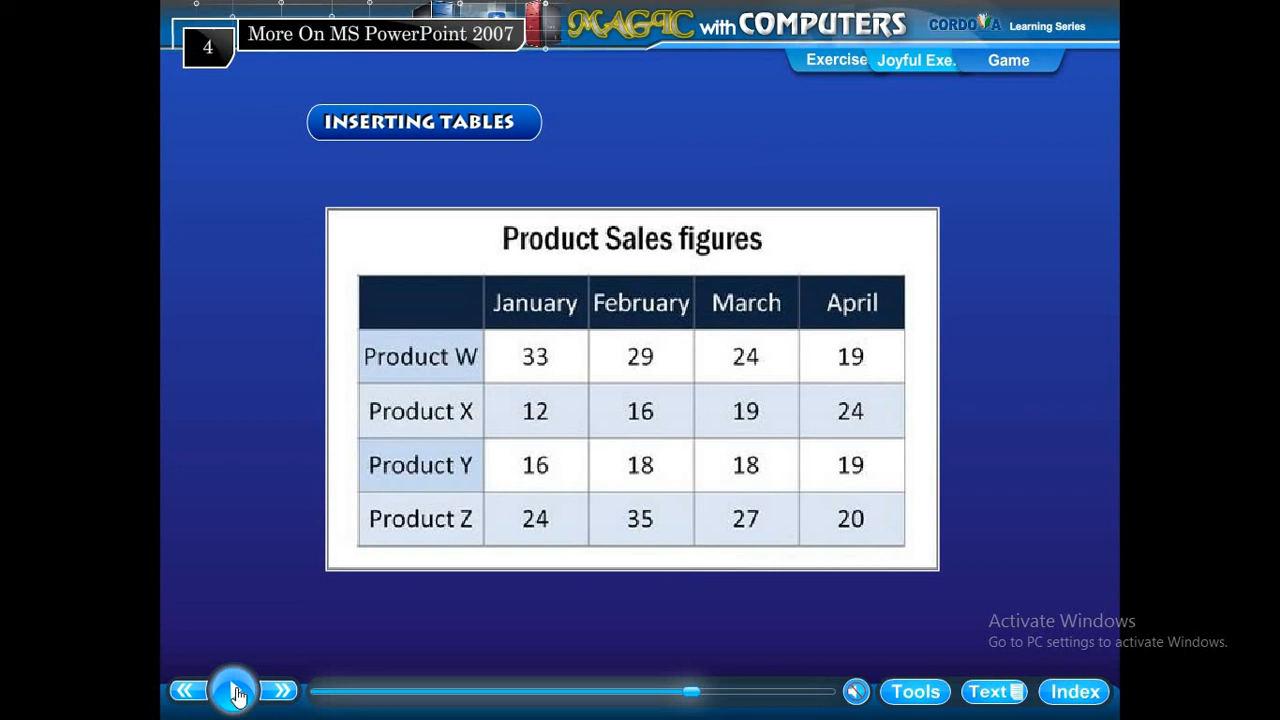 4
More On MS PowerPoint 2007
MAGIC with COMPUTERS
CORDOVA Learning Series
Exercise Joyful Exe. Game
INSERTING TABLES
Product Sales figures
January February March April
Product W 33 29 24 19
Product X 12 16 19 24
Product Y 16 18 18 19
Product Z 24 35 27 20
Activate Windows
Go to PC settings to activate Windows.
Tools Text Index